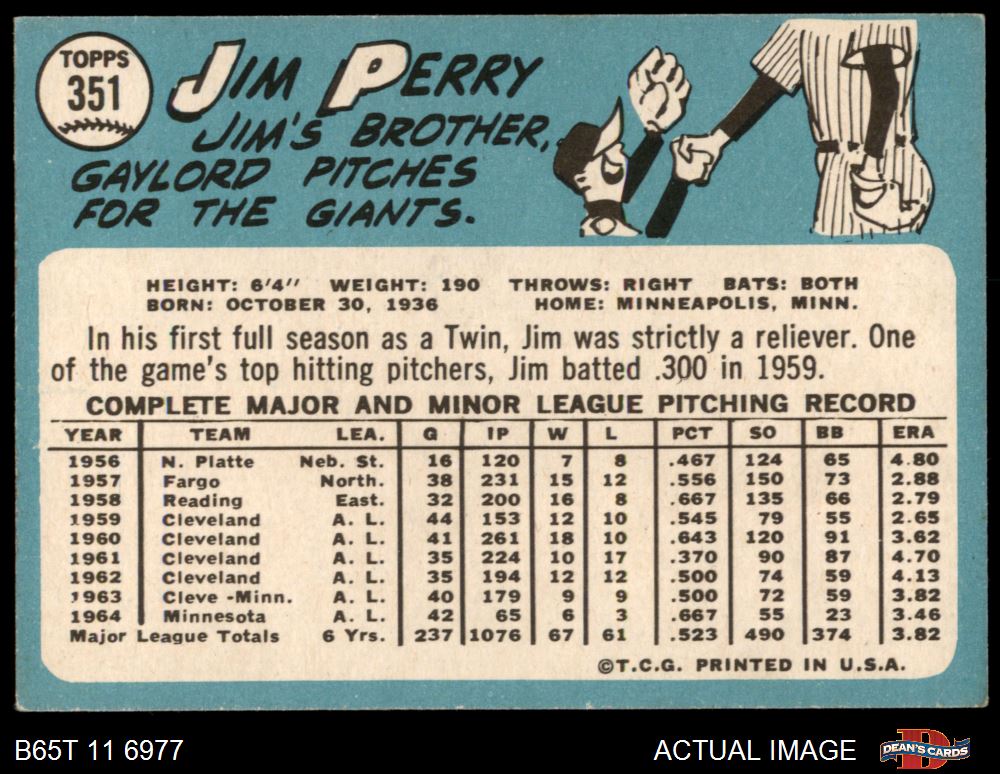 TOPPS
351
JIM PERRY
JIM'S BROTHER,
GAYLORD PITCHES
FOR THE GIANTS.
HEIGHT: 6'4" WEIGHT: 190 THROWS: RIGHT BATS: BOTH
BORN: OCTOBER 30, 1936 HOME: MINNEAPOLIS, MINN.
In his first full season as a Twin, Jim was strictly a reliever. One
of the game's top hitting pitchers, Jim batted .300 in 1959.
COMPLETE MAJOR AND MINOR LEAGUE PITCHING RECORD
YEAR TEAM LEA. G IP W L PCT SO BB ERA
1956 N. Platte Neb. St. 16 120 7 8 .467 124 65 4.80
1957 Fargo North. 38 231 15 12 .556 150 73 2.88
1958 Reading East. 32 200 16 8 .667 135 66 2.79
1959 Cleveland A. L. 44 153 12 10 .545 79 55 2.65
1960 Cleveland A. L. 41 261 18 10 .643 120 91 3.62
1961 Cleveland A. L. 35 224 10 17 .370 90 87 4.70
1962 Cleveland A. L. 35 194 12 12 .500 74 59 4.13
1963 Cleve -Minn. A. L. 40 179 9 9 .500 72 59 3.82
1964 Minnesota A. L. 42 65 6 3 .667 55 23 3.46
Major League Totals 6 Yrs. 237 1076 67 61 .523 490 374 3.82
©T.C.G. PRINTED IN U.S.A.
B65T 11 6977 ACTUAL IMAGE DEAN'S CARDS